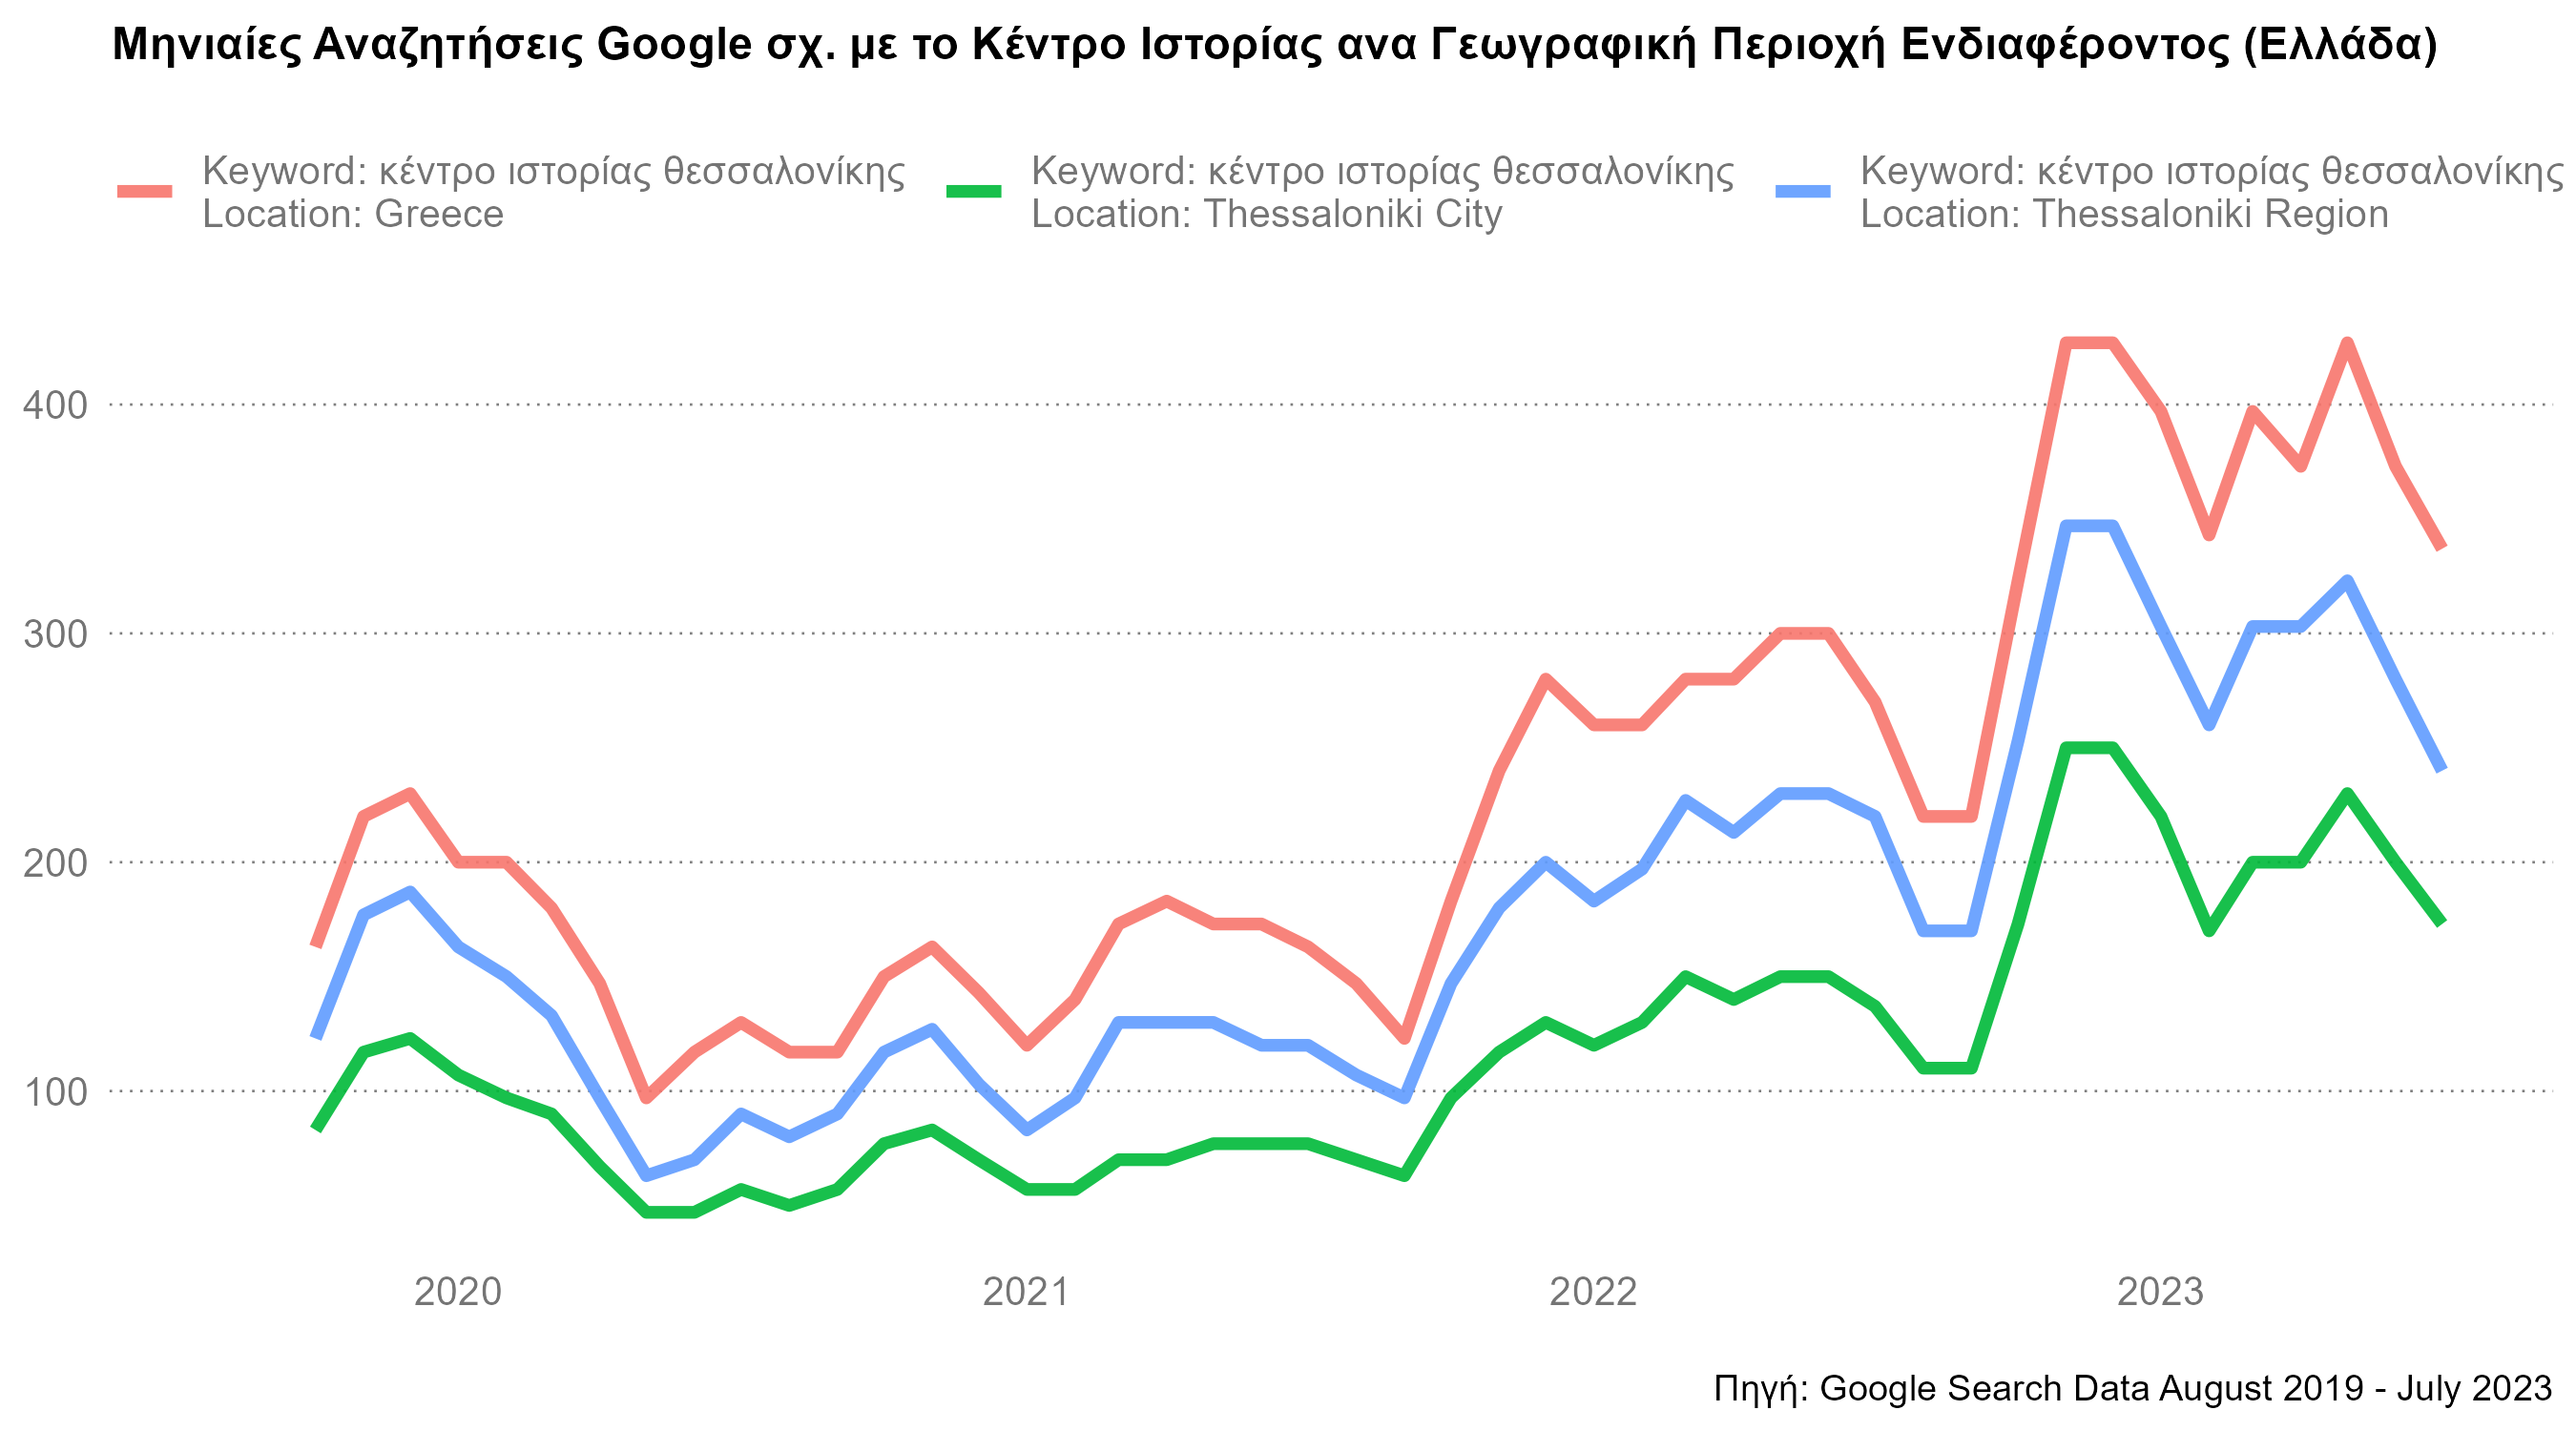 Μηνιαίες Αναζητήσεις Google σχ. με το Κέντρο Ιστορίας ανα Γεωγραφική Περιοχή Ενδιαφέροντος (Ελλάδα)
Keyword: κέντρο ιστορίας θεσσαλονίκης
Location: Greece
Keyword: κέντρο ιστορίας θεσσαλονίκης
Location: Thessaloniki City
Keyword: κέντρο ιστορίας θεσσαλονίκης
Location: Thessaloniki Region
400
300
200
100
2020
2021
2022
2023
Πηγή: Google Search Data August 2019 - July 2023